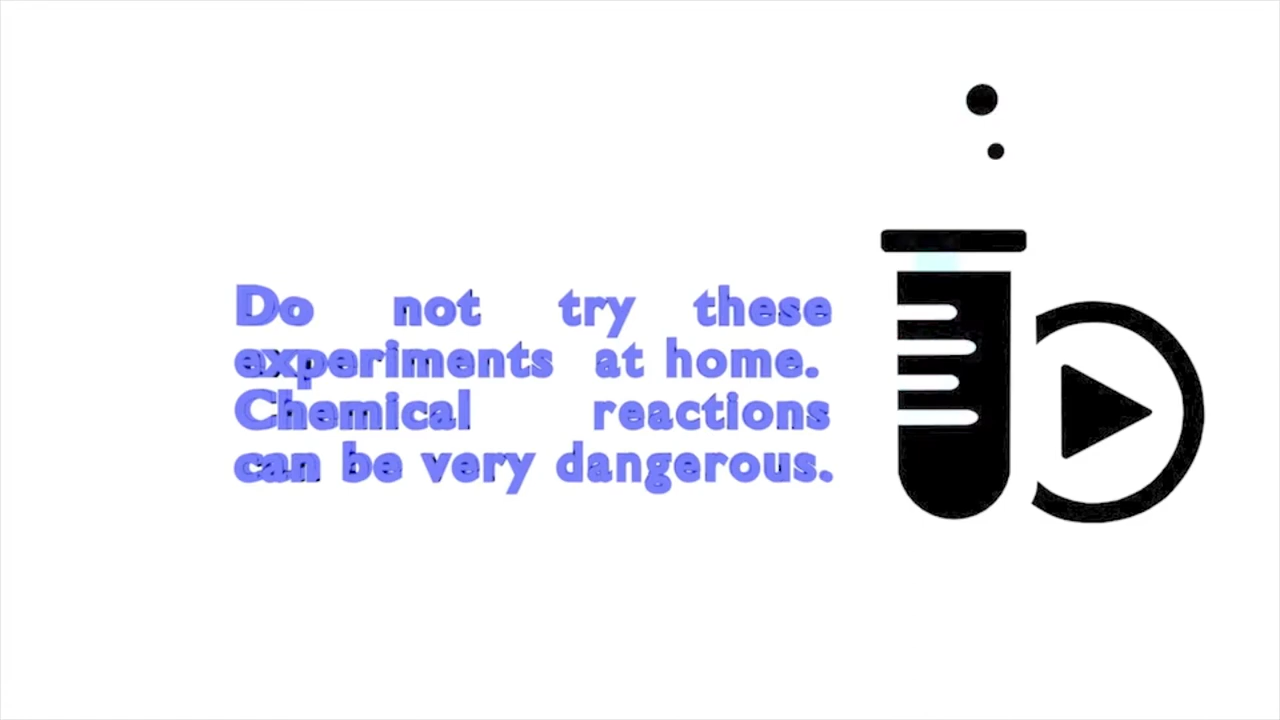 Do not try these
experiments at home.
Chemical reactions
can be very dangerous.